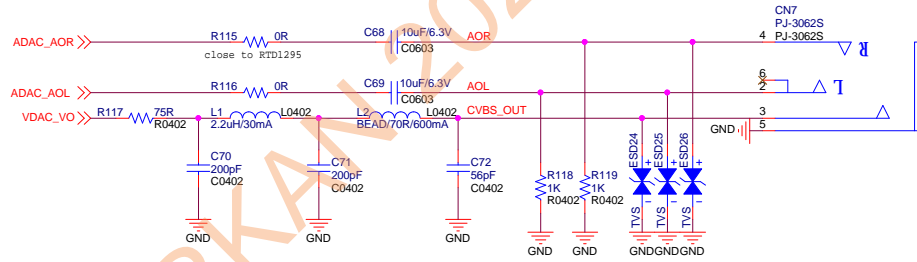 CN7
PJ-3062S
PJ-3062S
ADAC_AOR
R115
0R
close to RTD1295
C68
10uF/6.3V
C0603
AOR
4
R
ADAC_AOL
R116
0R
C69
10uF/6.3V
C0603
AOL
6
2
L
VDAC_VO
R117
75R
R0402
L1
L0402
2.2uH/30mA
L2
L0402
BEAD/70R/600mA
CVBS_OUT
3
GND
5
C70
200pF
C0402
C71
200pF
C0402
C72
56pF
C0402
R118
1K
R0402
R119
1K
R0402
ESD24
ESD25
ESD26
+
+
+
TVS
TVS
TVS
GND
GND
GND
GND
GND
GND
GND
GND